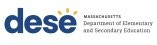 dese
MASSACHUSETTS
Department of Elementary
and Secondary Education